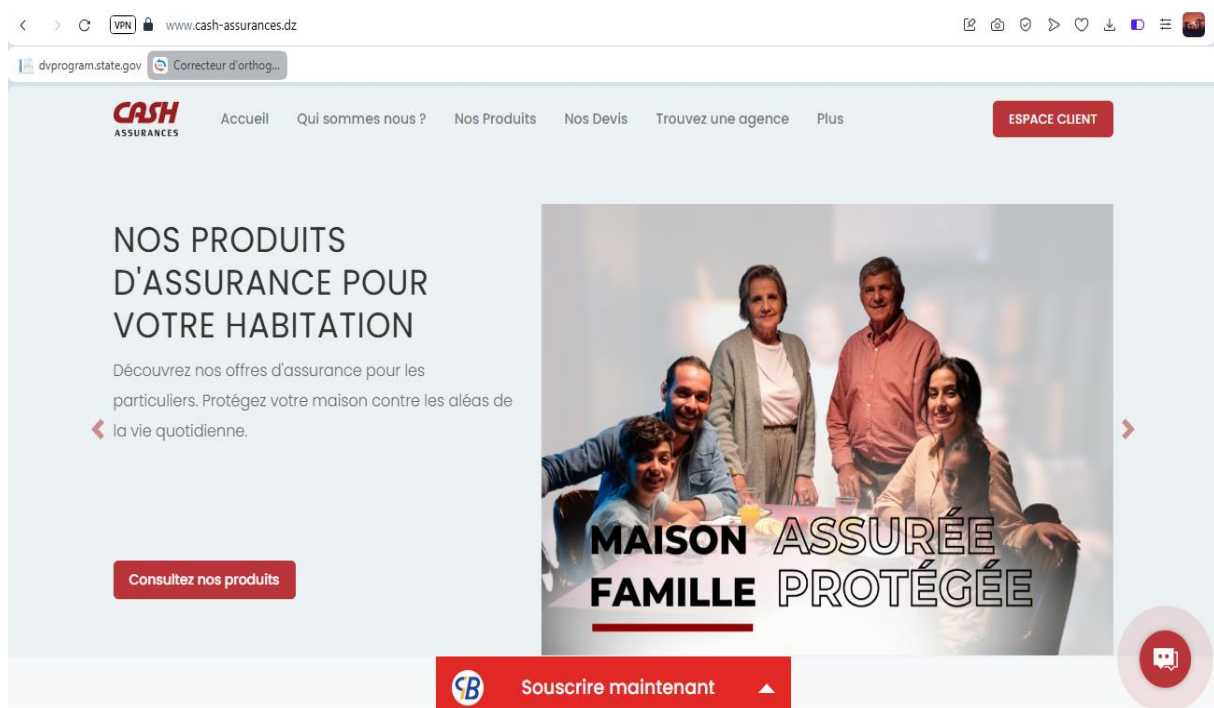 VPN www.cash-assurances.dz
dvprogram.state.gov Correcteur d'orthog...
CASH
ASSURANCES
Accueil Qui sommes nous ? Nos Produits Nos Devis Trouvez une agence Plus
ESPACE CLIENT
NOS PRODUITS
D'ASSURANCE POUR
VOTRE HABITATION
Découvrez nos offres d'assurance pour les
particuliers. Protégez votre maison contre les aléas de
la vie quotidienne.
Consultez nos produits
MAISON ASSURÉE
FAMILLE PROTÉGÉE
Souscrire maintenant